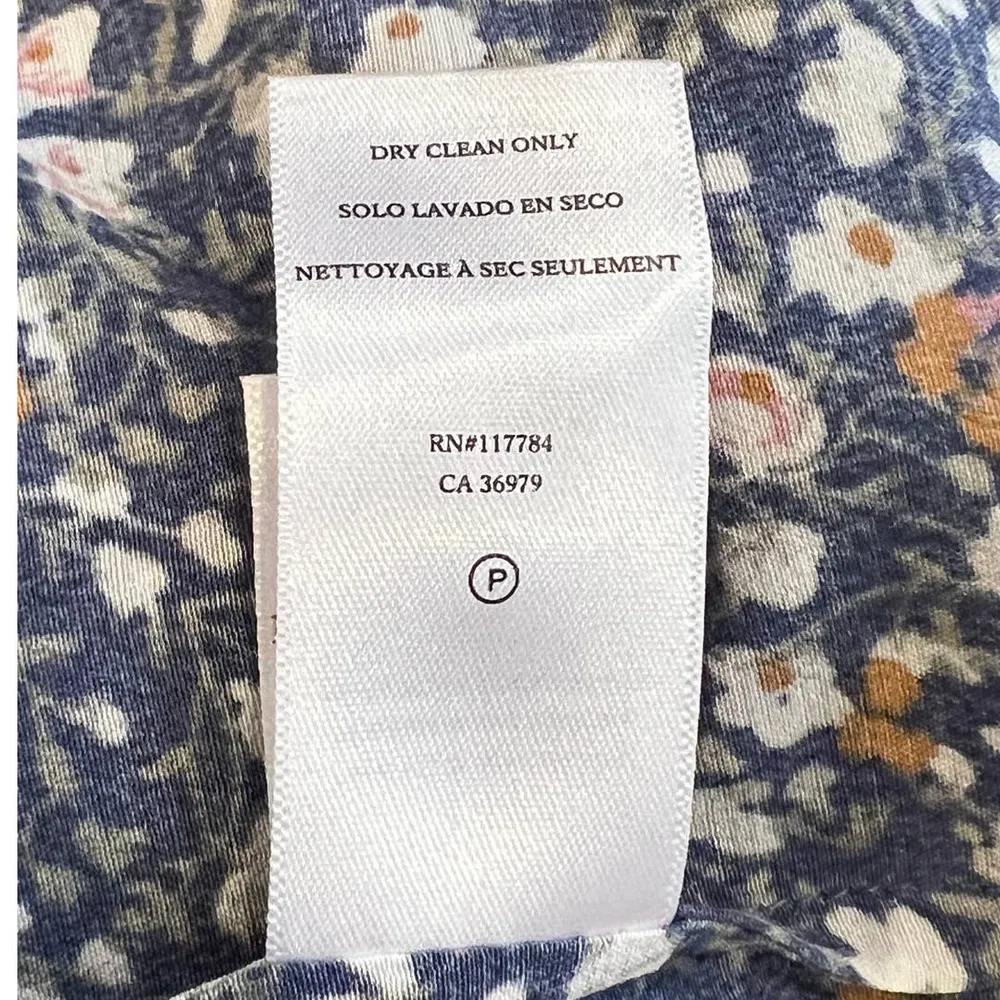 DRY CLEAN ONLY
SOLO LAVADO EN SECO
NETTOYAGE À SEC SEULEMENT
RN#117784
CA 36979
P